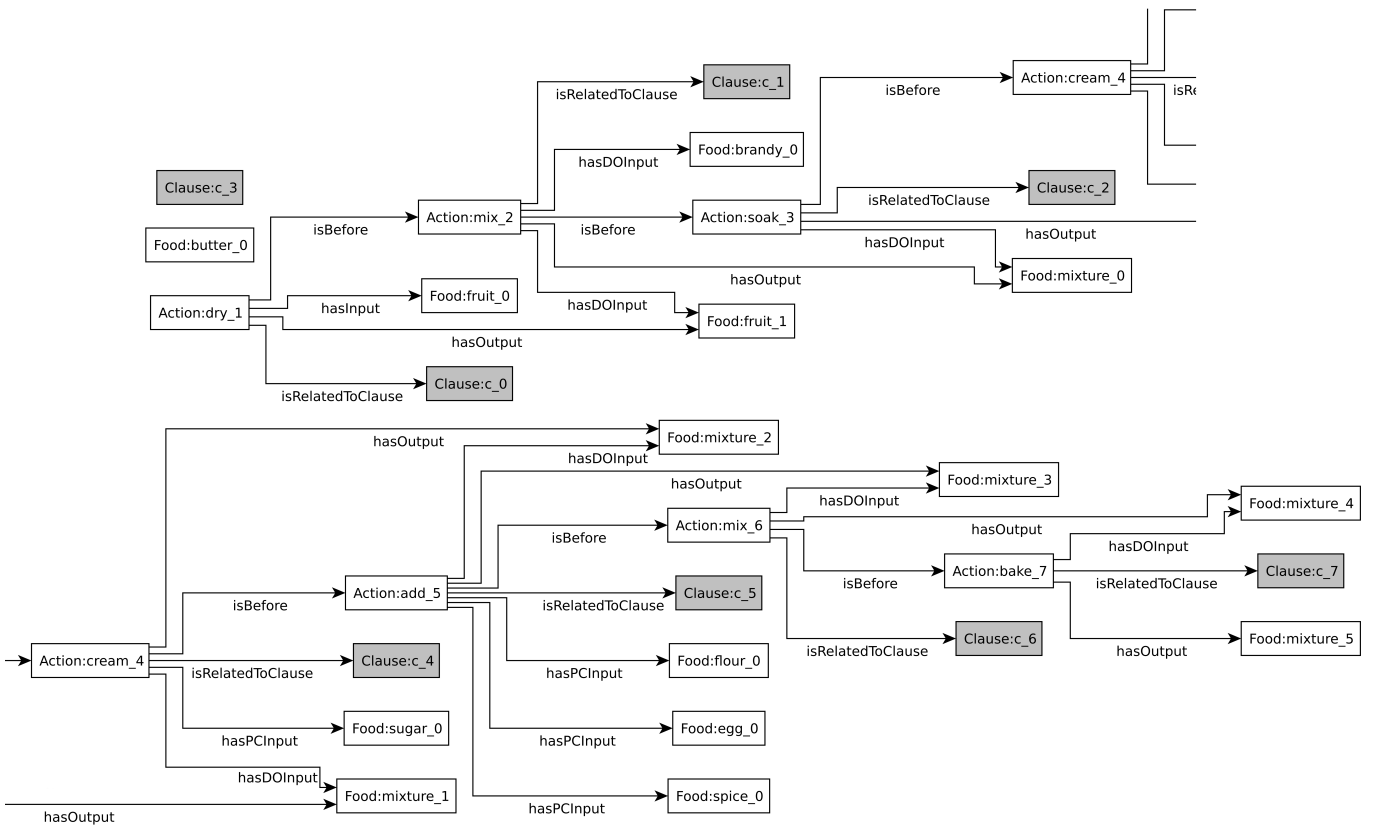 Clause:c_1
isRelatedToClause
Action:cream_4
isBefore
isRe
Food:brandy_0
hasDOInput
Clause:c_3
Clause:c_2
isRelatedToClause
Action:mix_2
Action:soak_3
isBefore
isBefore
hasOutput
Food:butter_0
hasDOInput
hasOutput
Food:mixture_0
Food:fruit_0
Action:dry_1
hasInput
hasDOInput
Food:fruit_1
hasOutput
Clause:c_0
isRelatedToClause
Food:mixture_2
hasOutput
hasDOInput
Food:mixture_3
hasOutput
hasDOInput
Food:mixture_4
Action:mix_6
hasOutput
isBefore
hasDOInput
Action:bake_7
Clause:c_7
isBefore
isRelatedToClause
Action:add_5
Clause:c_5
isBefore
isRelatedToClause
Clause:c_6
Food:mixture_5
isRelatedToClause
hasOutput
Action:cream_4
Clause:c_4
Food:flour_0
isRelatedToClause
hasPCInput
Food:sugar_0
Food:egg_0
hasPCInput
hasPCInput
hasDOInput
Food:mixture_1
Food:spice_0
hasPCInput
hasOutput